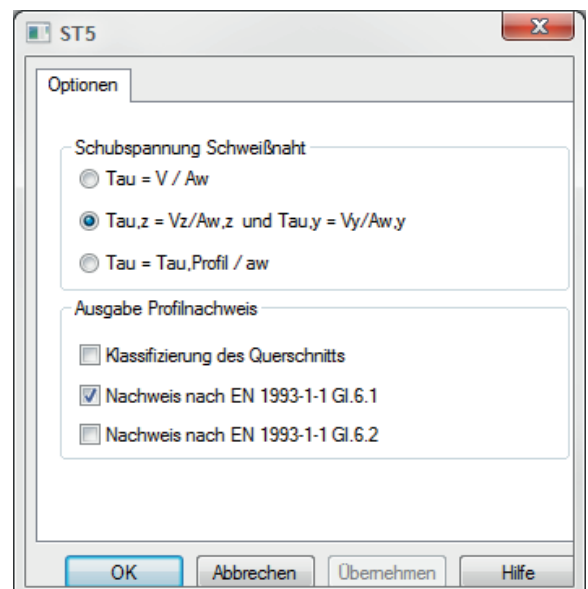 ST5
Optionen
Schubspannung Schweißnaht
Tau = V / Aw
Tau,z = Vz/Aw,z und Tau,y = Vy/Aw,y
Tau = Tau,Profil / aw
Ausgabe Profilnachweis
Klassifizierung des Querschnitts
Nachweis nach EN 1993-1-1 Gl.6.1
Nachweis nach EN 1993-1-1 Gl.6.2
OK Abbrechen Übernehmen Hilfe